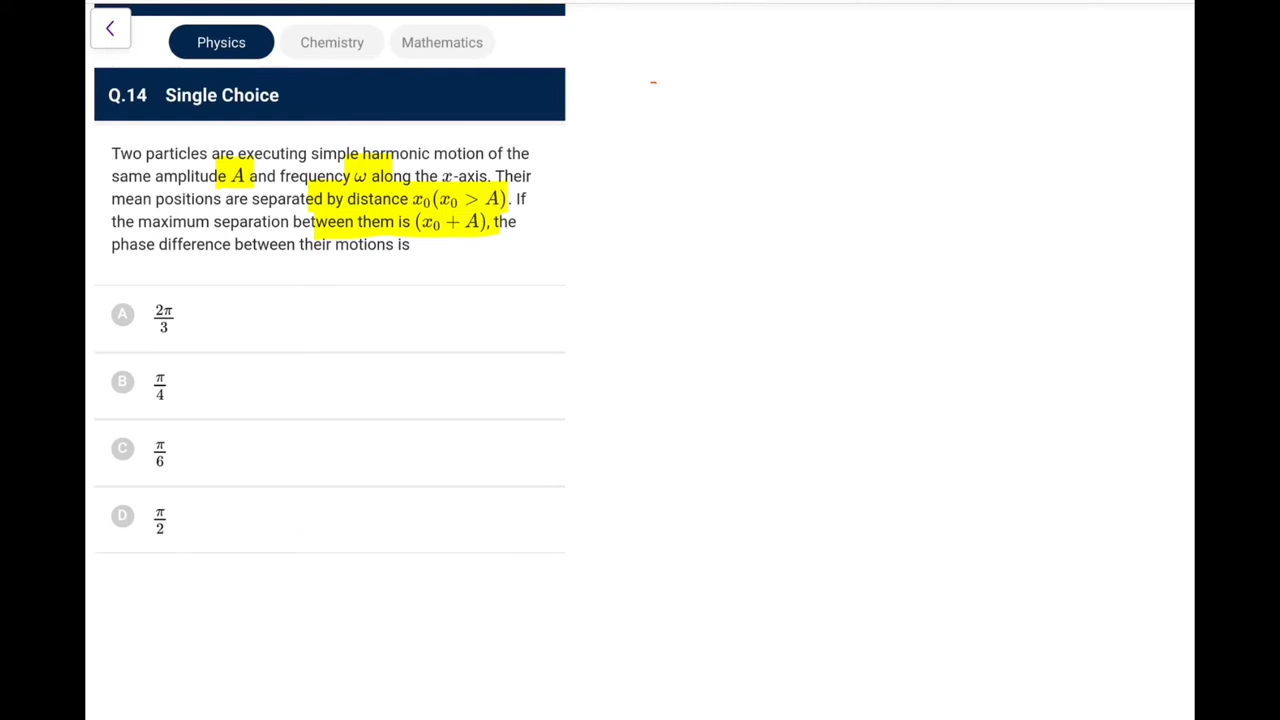 Physics Chemistry Mathematics
Q.14 Single Choice
Two particles are executing simple harmonic motion of the
same amplitude A and frequency ω along the x-axis. Their
mean positions are separated by distance x₀(x₀ > A). If
the maximum separation between them is (x₀ + A), the
phase difference between their motions is
A 2π/3
B π/4
C π/6
D π/2